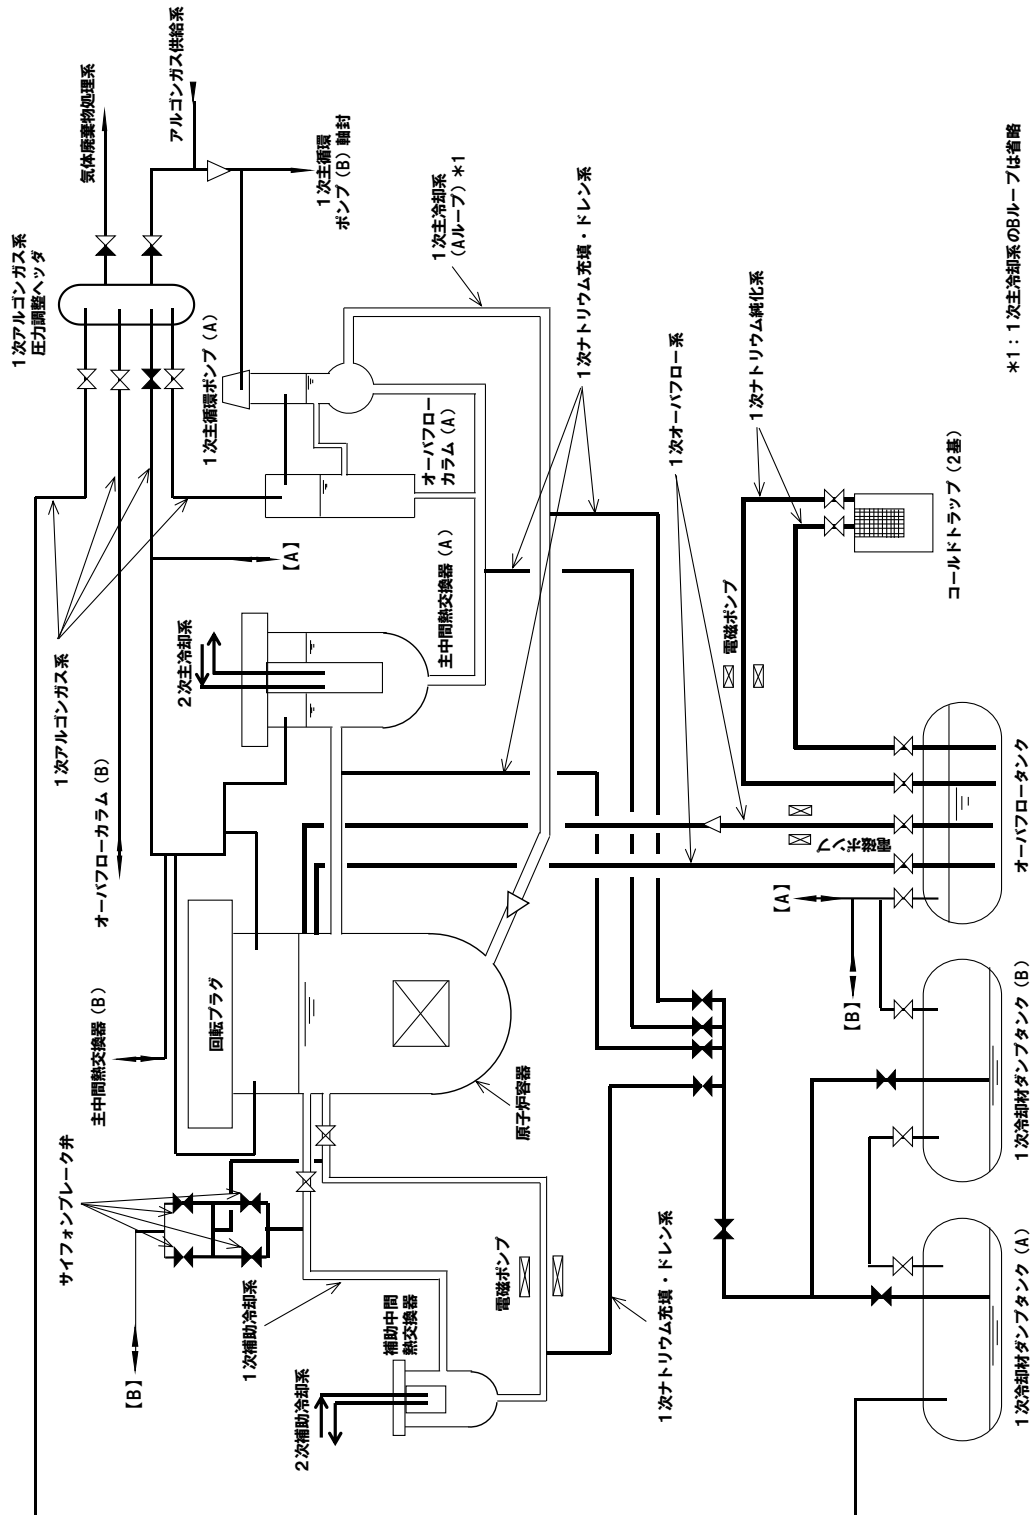 1次アルゴンガス系
圧力調整ヘッダ
気体廃棄物処理系
アルゴンガス供給系
1次主循環
ポンプ(B)軸封
1次主循環ポンプ(A)
1次主冷却系
(Aループ)*1
1次ナトリウム充填・ドレン系
1次オーバフロー系
1次ナトリウム純化系
*1:1次主冷却系のBループは省略
オーバフロー
カラム(A)
コールドトラップ(2基)
1次アルゴンガス系
【A】
2次主冷却系
主中間熱交換器(A)
電磁ポンプ
オーバフローカラム(B)
電磁ポンプ
オーバフロータンク
主中間熱交換器(B)
回転プラグ
原子炉容器
【A】
【B】
1次冷却材ダンプタンク(B)
サイフォンブレーク弁
【B】
1次補助冷却系
補助中間
熱交換器
電磁ポンプ
2次補助冷却系
1次ナトリウム充填・ドレン系
1次冷却材ダンプタンク(A)